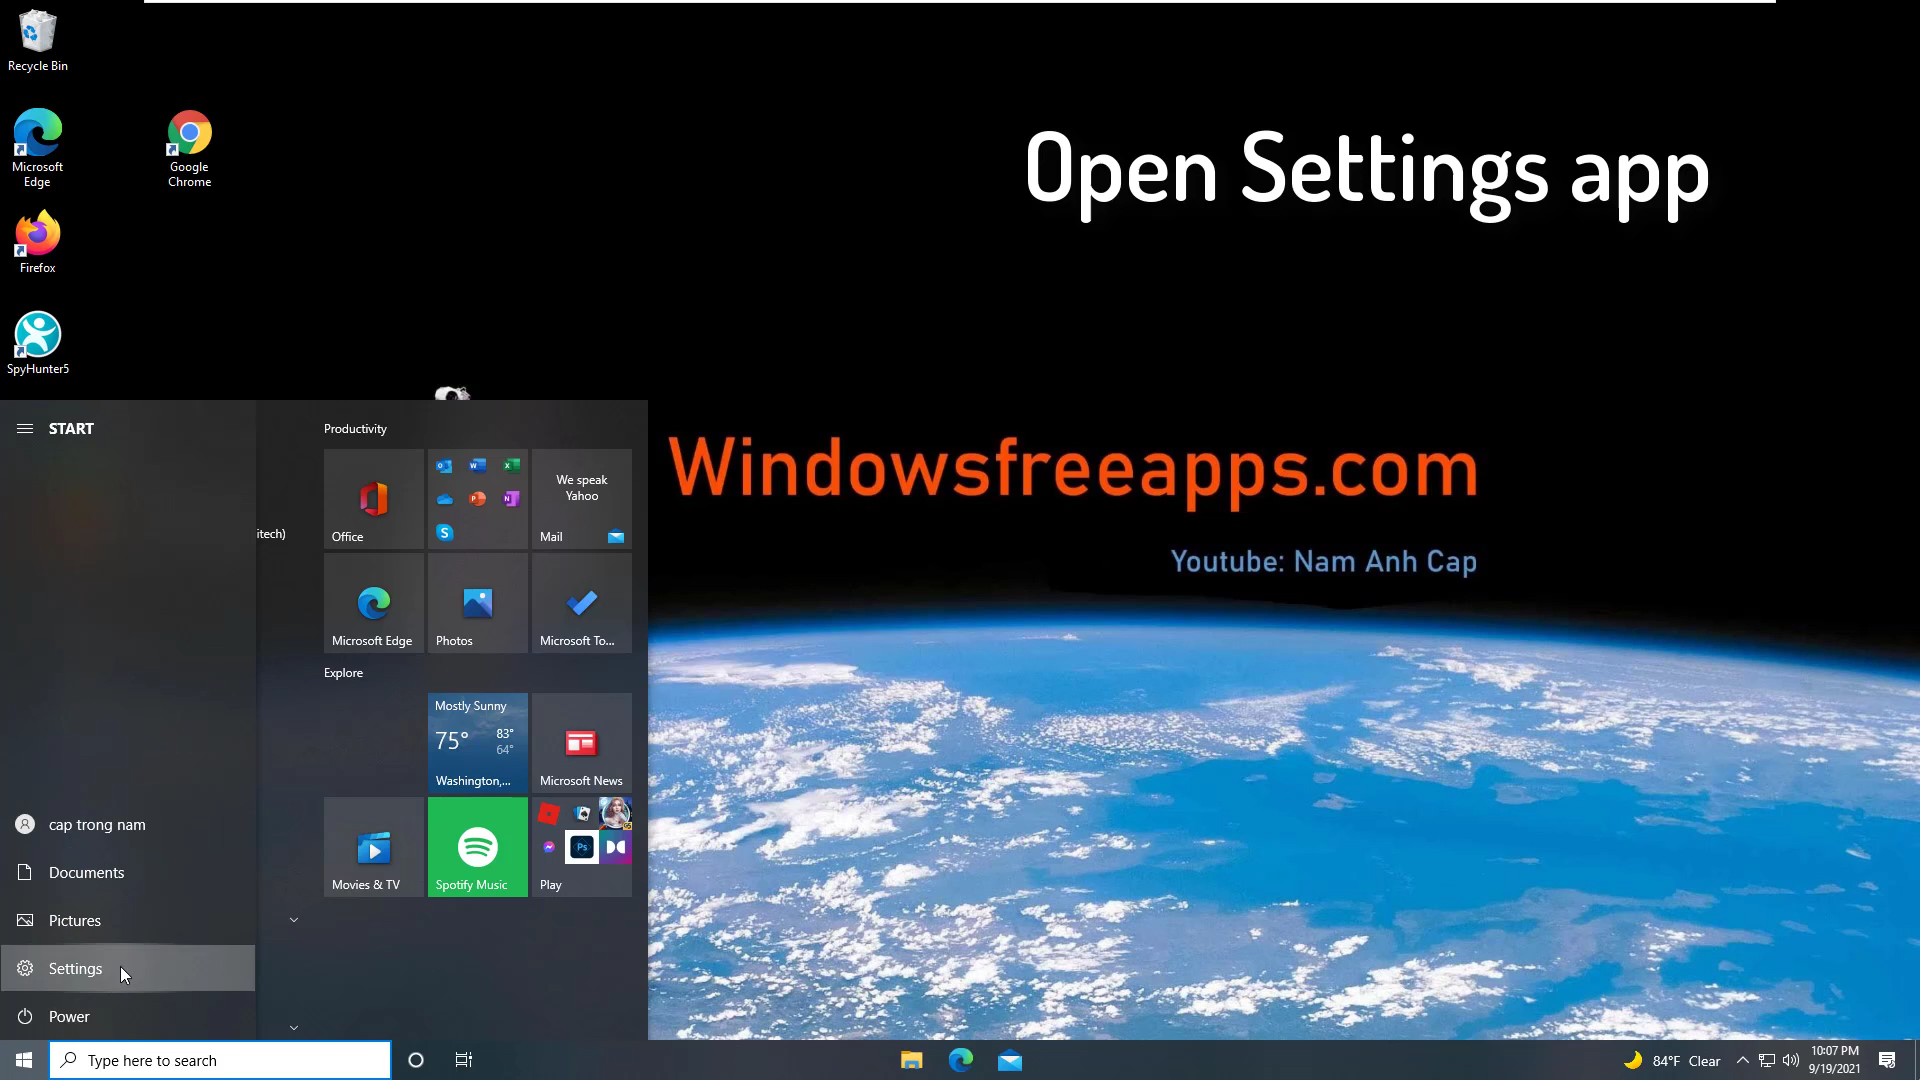 Recycle Bin
Microsoft
Edge
Google
Chrome
Firefox
SpyHunter5
Open Settings app
Windowsfreeapps.com
Youtube: Nam Anh Cap
START
itech)
cap trong nam
Documents
Pictures
Settings
Power
Productivity
Office
We speak
Yahoo
Mail
Microsoft Edge
Photos
Microsoft To...
Explore
Mostly Sunny
75° 83°
64°
Washington,...
Microsoft News
Movies & TV
Spotify Music
Ps
Play
Type here to search
84°F Clear
10:07 PM
9/19/2021